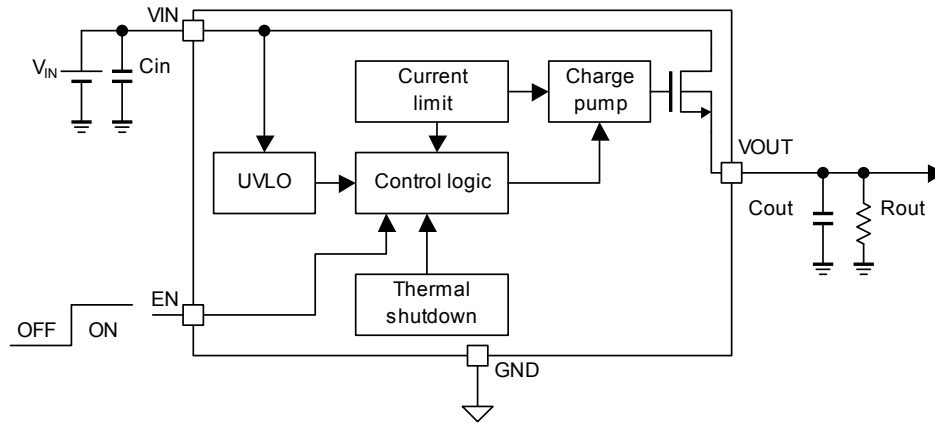 VIN
VIN
Cin
Current
limit
Charge
pump
VOUT
UVLO
Control logic
Cout
Rout
EN
Thermal
shutdown
OFF
ON
GND